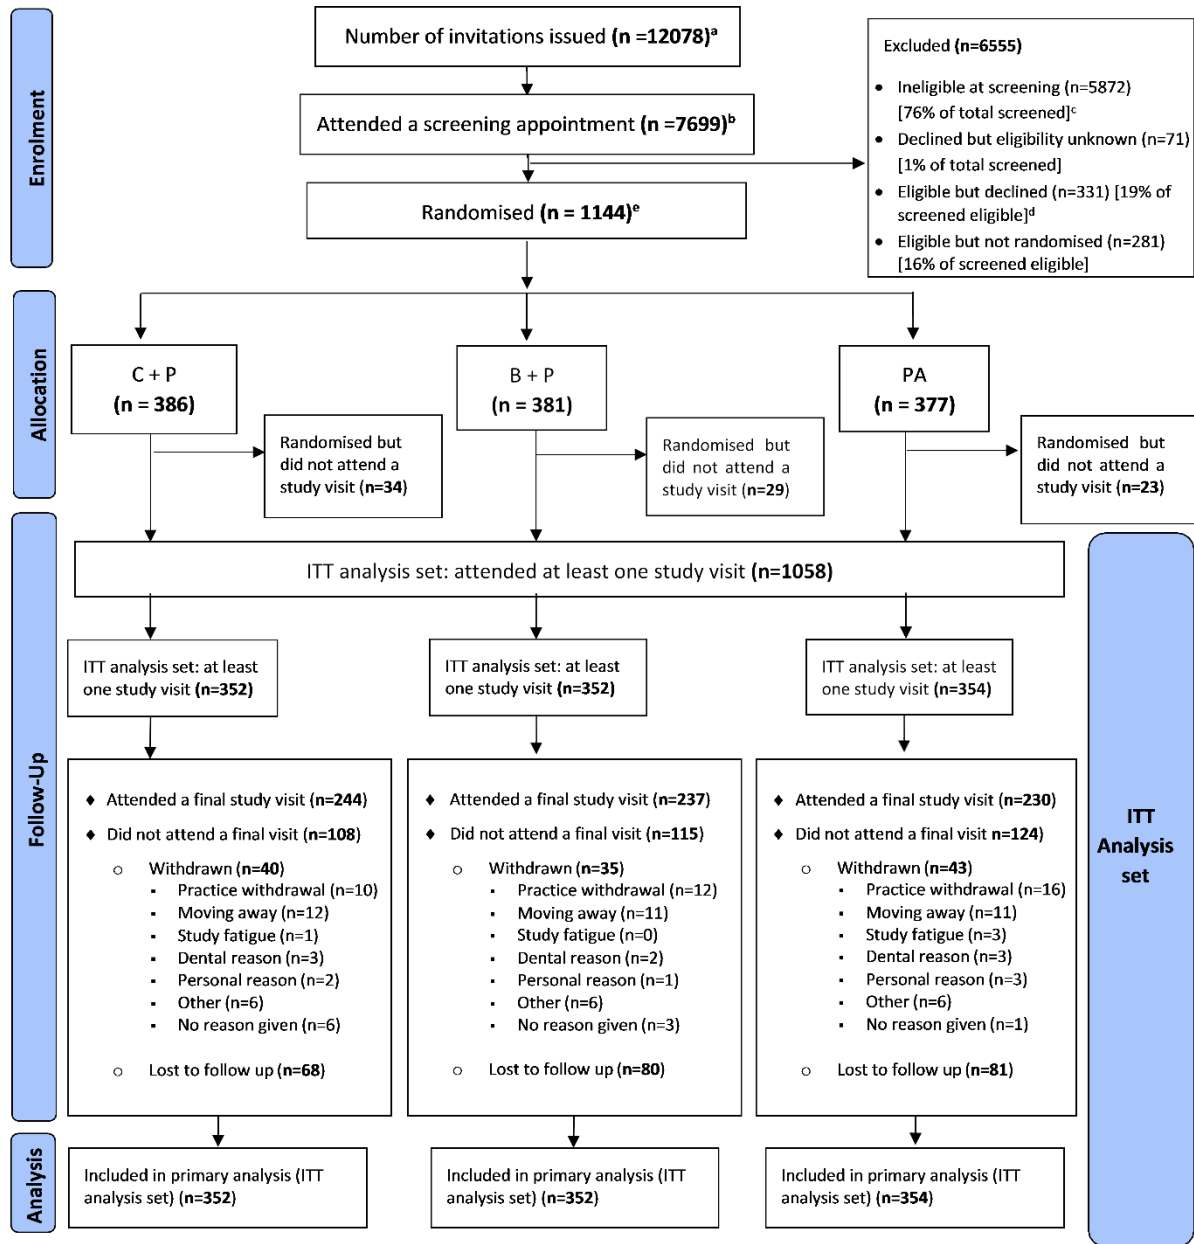 Enrolment
Number of invitations issued (n =12078)ᵃ
Attended a screening appointment (n =7699)ᵇ
Randomised (n = 1144)ᵉ
Excluded (n=6555)
• Ineligible at screening (n=5872)
[76% of total screened]ᶜ
• Declined but eligibility unknown (n=71)
[1% of total screened]
• Eligible but declined (n=331) [19% of
screened eligible]ᵈ
• Eligible but not randomised (n=281)
[16% of screened eligible]
Allocation
C + P
(n = 386)
Randomised but
did not attend a
study visit (n=34)
B + P
(n = 381)
Randomised but
did not attend a
study visit (n=29)
PA
(n = 377)
Randomised but
did not attend a
study visit (n=23)
Follow-Up
ITT analysis set: attended at least one study visit (n=1058)
ITT analysis set: at least
one study visit (n=352)
ITT analysis set: at least
one study visit (n=352)
ITT analysis set: at least
one study visit (n=354)
♦ Attended a final study visit (n=244)
♦ Did not attend a final visit (n=108)
○ Withdrawn (n=40)
▪ Practice withdrawal (n=10)
▪ Moving away (n=12)
▪ Study fatigue (n=1)
▪ Dental reason (n=3)
▪ Personal reason (n=2)
▪ Other (n=6)
▪ No reason given (n=6)
○ Lost to follow up (n=68)
♦ Attended a final study visit (n=237)
♦ Did not attend a final visit (n=115)
○ Withdrawn (n=35)
▪ Practice withdrawal (n=12)
▪ Moving away (n=11)
▪ Study fatigue (n=0)
▪ Dental reason (n=2)
▪ Personal reason (n=1)
▪ Other (n=6)
▪ No reason given (n=3)
○ Lost to follow up (n=80)
♦ Attended a final study visit (n=230)
♦ Did not attend a final visit n=124)
○ Withdrawn (n=43)
▪ Practice withdrawal (n=16)
▪ Moving away (n=11)
▪ Study fatigue (n=3)
▪ Dental reason (n=3)
▪ Personal reason (n=3)
▪ Other (n=6)
▪ No reason given (n=1)
○ Lost to follow up (n=81)
ITT
Analysis
set
Analysis
Included in primary analysis (ITT
analysis set) (n=352)
Included in primary analysis (ITT
analysis set) (n=352)
Included in primary analysis (ITT
analysis set) (n=354)